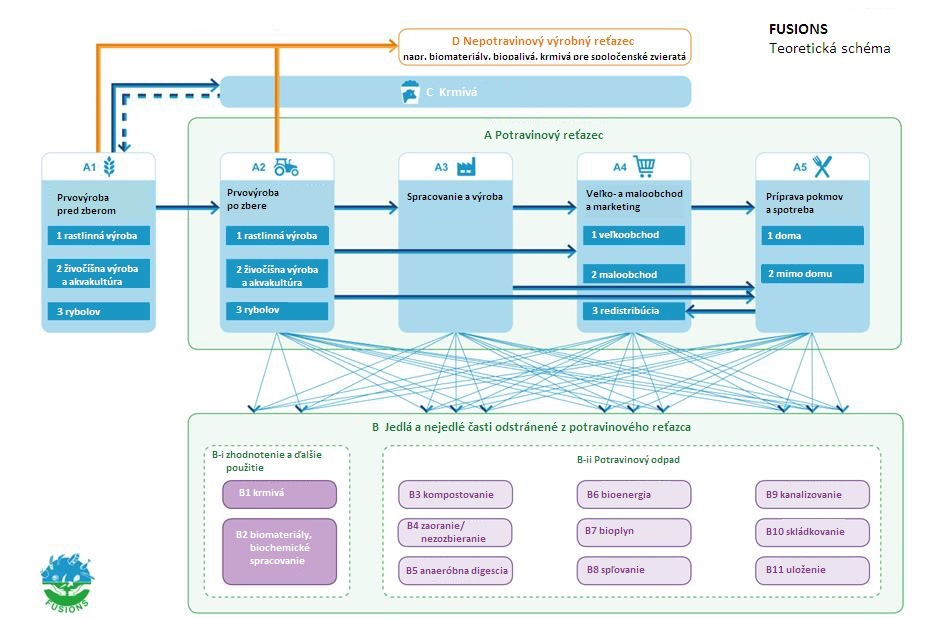 FUSIONS
Teoretická schéma
D Nepotravinový výrobný reťazec
napr. biomateriály, biopalivá, krmivá pre spoločenské zvieratá
C Krmivá
A Potravinový reťazec
A1
Prvovýroba
pred zberom
1 rastlinná výroba
2 živočíšna výroba
a akvakultúra
3 rybolov
A2
Prvovýroba
po zbere
1 rastlinná výroba
2 živočíšna výroba
a akvakultúra
3 rybolov
A3
Spracovanie a výroba
A4
Veľko- a maloobchod
a marketing
1 veľkoobchod
2 maloobchod
3 redistribúcia
A5
Príprava pokmov
a spotreba
1 doma
2 mimo domu
B Jedlá a nejedlé časti odstránené z potravinového reťazca
B-i zhodnotenie a ďalšie
použitie
B1 krmivá
B2 biomateriály,
biochemické
spracovanie
B-ii Potravinový odpad
B3 kompostovanie
B4 zaoranie/
nezozbieranie
B5 anaeróbna digescia
B6 bioenergia
B7 bioplyn
B8 spľovanie
B9 kanalizovanie
B10 skládkovanie
B11 uloženie
FUSIONS